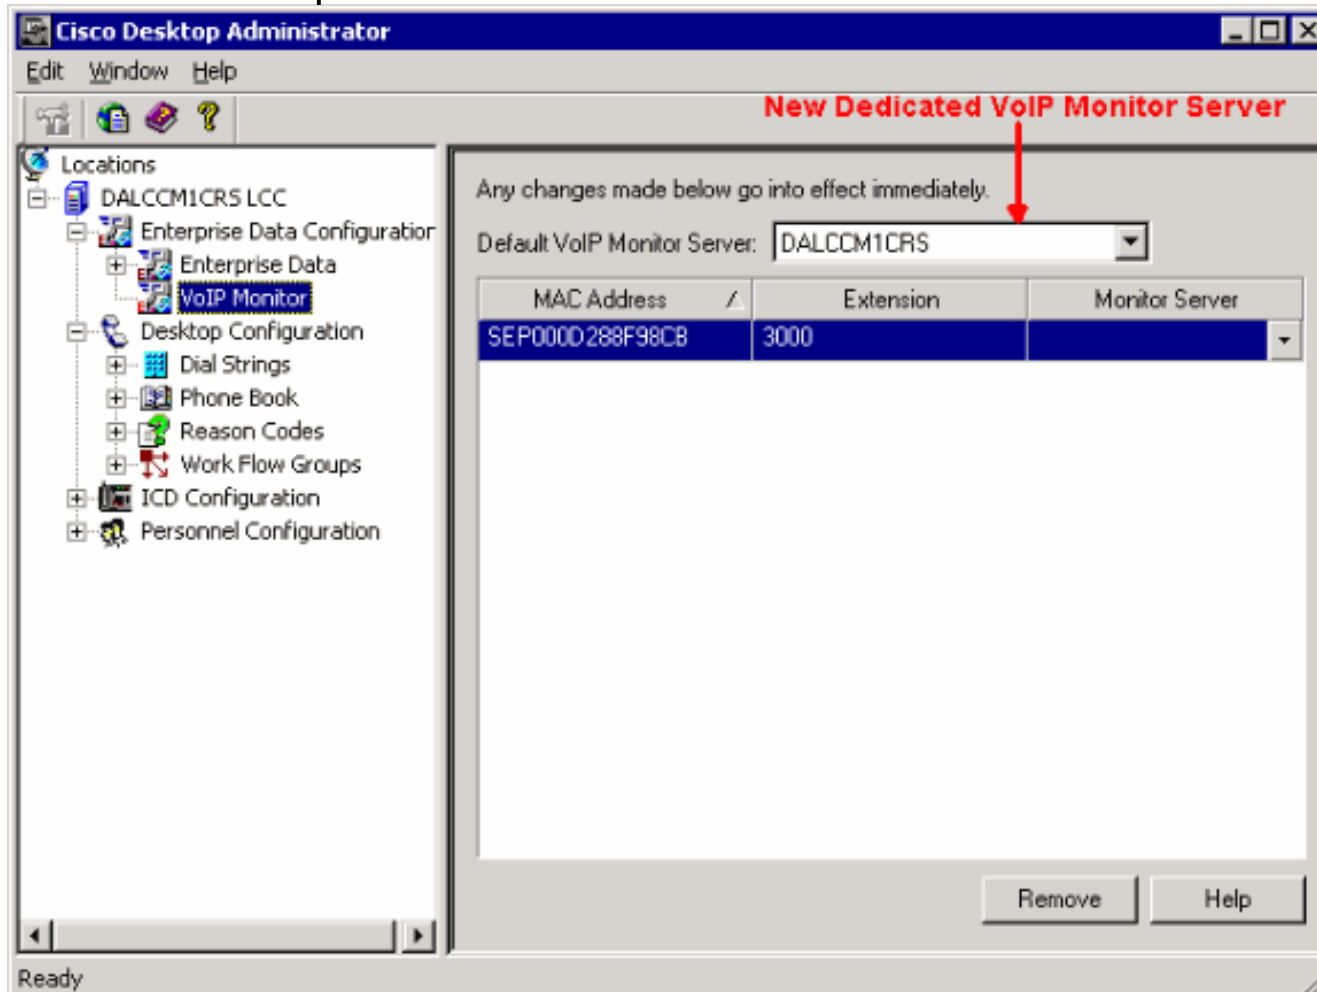 Cisco Desktop Administrator
Edit Window Help
New Dedicated VoIP Monitor Server
Locations
DALCCM1CRS LCC
Enterprise Data Configuration
Enterprise Data
VoIP Monitor
Desktop Configuration
Dial Strings
Phone Book
Reason Codes
Work Flow Groups
ICD Configuration
Personnel Configuration
Any changes made below go into effect immediately.
Default VoIP Monitor Server: DALCCM1CRS
MAC Address Extension Monitor Server
SEP000D288F98CB 3000
Remove Help
Ready